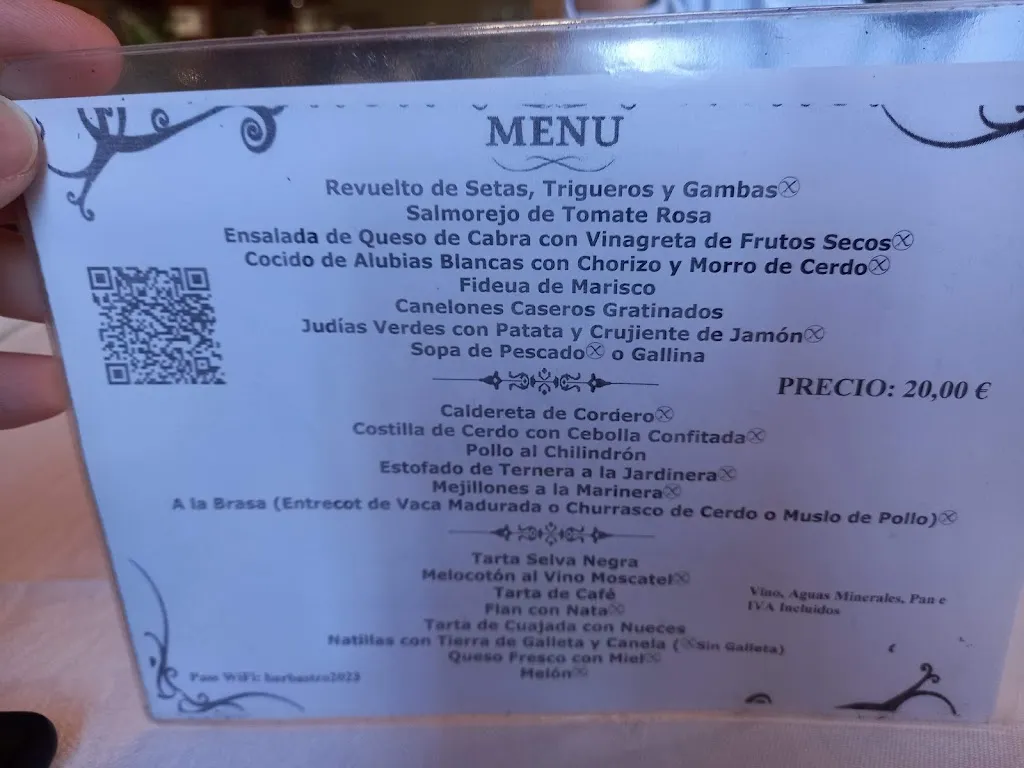 MENU
Revuelto de Setas, Trigueros y Gambas
Salmorejo de Tomate Rosa
Ensalada de Queso de Cabra con Vinagreta de Frutos Secos
Cocido de Alubias Blancas con Chorizo y Morro de Cerdo
Fideua de Marisco
Canelones Caseros Gratinados
Judías Verdes con Patata y Crujiente de Jamón
Sopa de Pescado o Gallina
PRECIO: 20,00 €
Caldereta de Cordero
Costilla de Cerdo con Cebolla Confitada
Pollo al Chilindrón
Estofado de Ternera a la Jardinera
Mejillones a la Marinera
A la Brasa (Entrecot de Vaca Madurada o Churrasco de Cerdo o Muslo de Pollo)
Tarta Selva Negra
Melocotón al Vino Moscatel
Tarta de Café
Flan con Nata
Tarta de Cuajada con Nueces
Natillas con Tierra de Galleta y Canela (Sin Galleta)
Queso Fresco con Miel
Melón
Vino, Aguas Minerales, Pan e
IVA Incluidos
Pass WiFi: barbastro2023